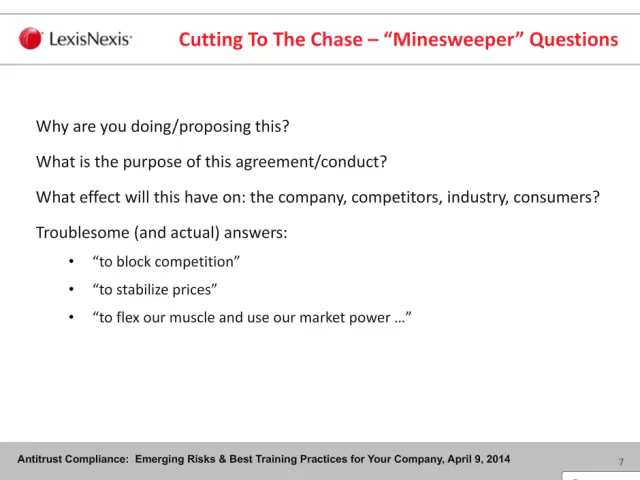 LexisNexis®
Cutting To The Chase – “Minesweeper” Questions
Why are you doing/proposing this?
What is the purpose of this agreement/conduct?
What effect will this have on: the company, competitors, industry, consumers?
Troublesome (and actual) answers:
• “to block competition”
• “to stabilize prices”
• “to flex our muscle and use our market power …”
Antitrust Compliance: Emerging Risks & Best Training Practices for Your Company, April 9, 2014
7